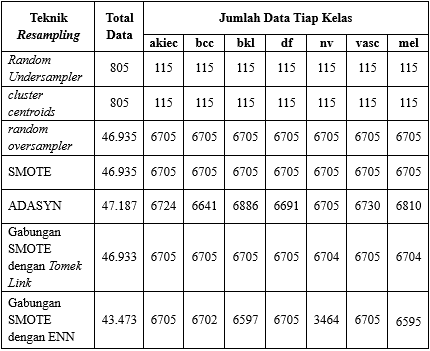 Teknik Resampling Total Data Jumlah Data Tiap Kelas
akiec bcc bkl df nv vasc mel
Random Undersampler 805 115 115 115 115 115 115 115
cluster centroids 805 115 115 115 115 115 115 115
random oversampler 46.935 6705 6705 6705 6705 6705 6705 6705
SMOTE 46.935 6705 6705 6705 6705 6705 6705 6705
ADASYN 47.187 6724 6641 6886 6691 6705 6730 6810
Gabungan SMOTE dengan Tomek Link 46.933 6705 6705 6705 6705 6704 6705 6704
Gabungan SMOTE dengan ENN 43.473 6705 6702 6597 6705 3464 6705 6595